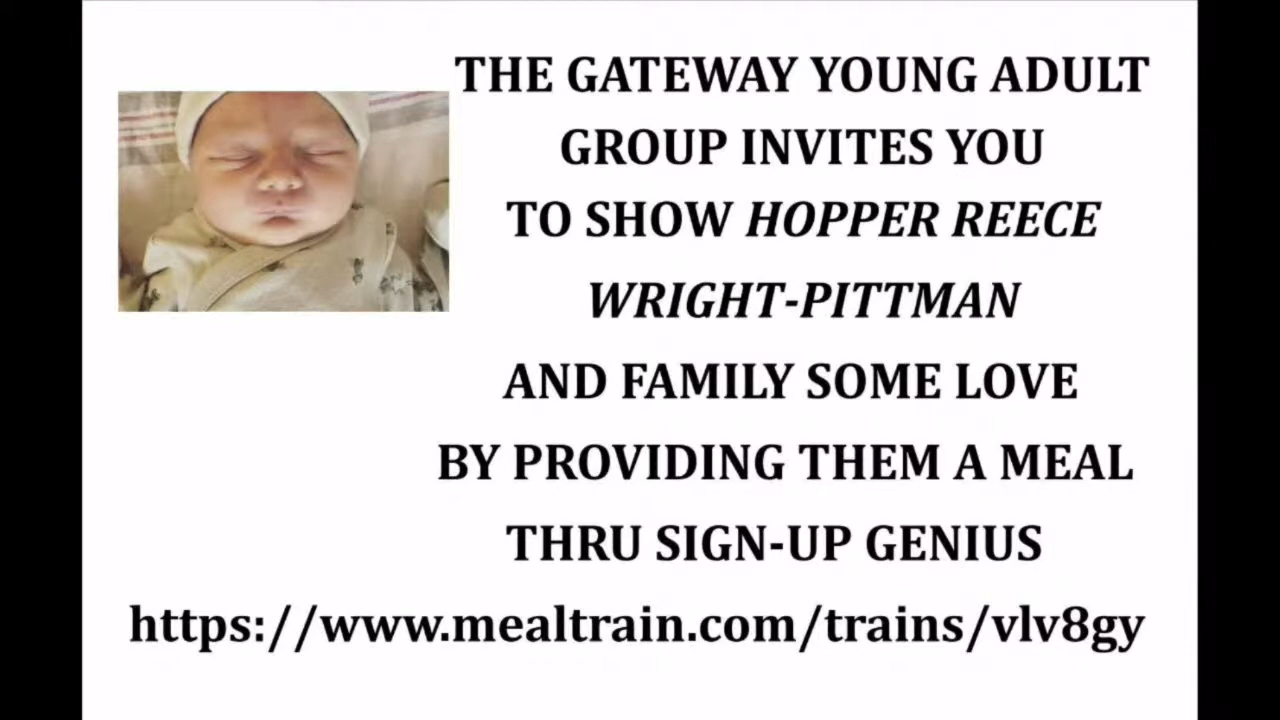 THE GATEWAY YOUNG ADULT
GROUP INVITES YOU
TO SHOW HOPPER REECE
WRIGHT-PITTMAN
AND FAMILY SOME LOVE
BY PROVIDING THEM A MEAL
THRU SIGN-UP GENIUS
https://www.mealtrain.com/trains/vlv8gy